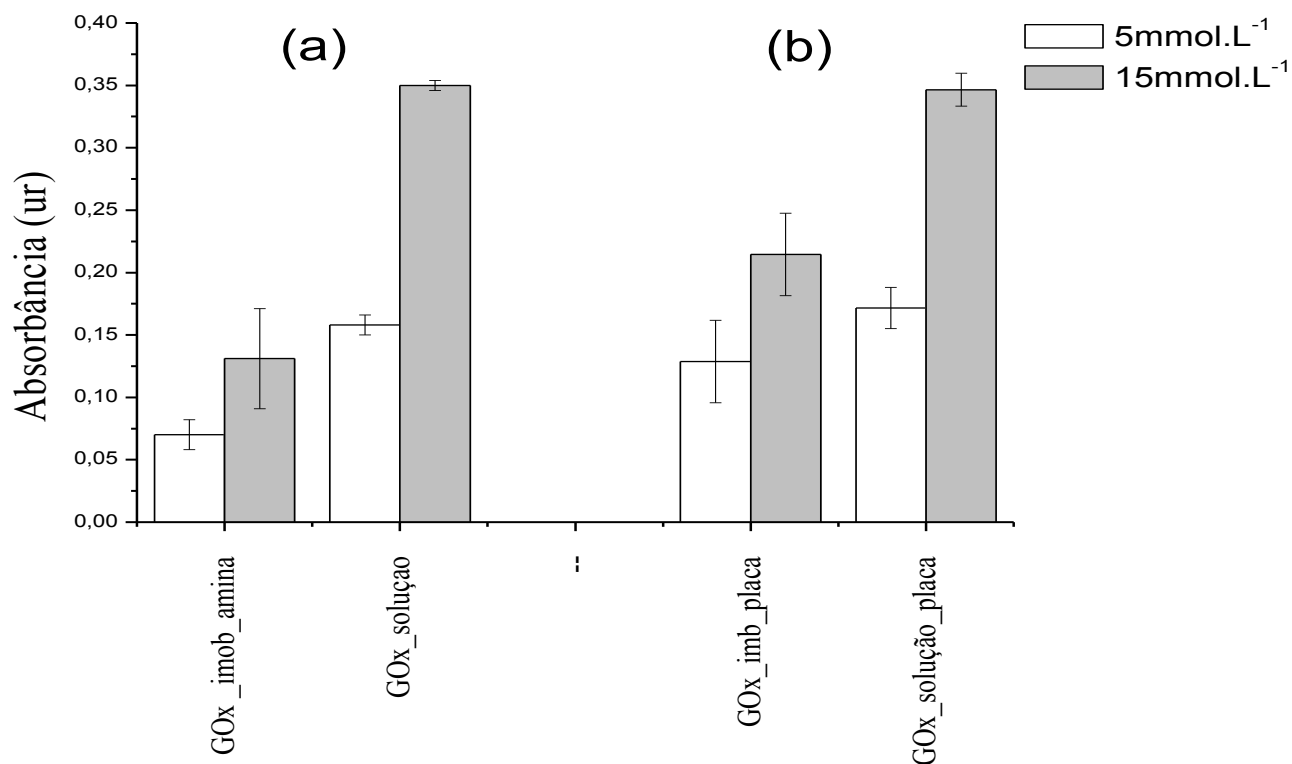 (a)
(b)
5mmol.L⁻¹
15mmol.L⁻¹
Absorbância (ur)
0,40
0,35
0,30
0,25
0,20
0,15
0,10
0,05
0,00
GOx _imob_amina
GOx_soluçao
--
GOx_imb_placa
GOx_solução_placa